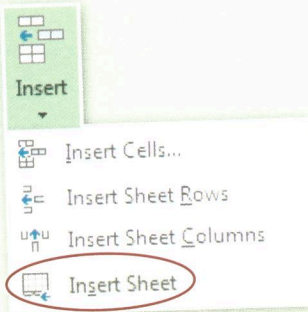 Insert
Insert Cells...
Insert Sheet Rows
Insert Sheet Columns
Insert Sheet